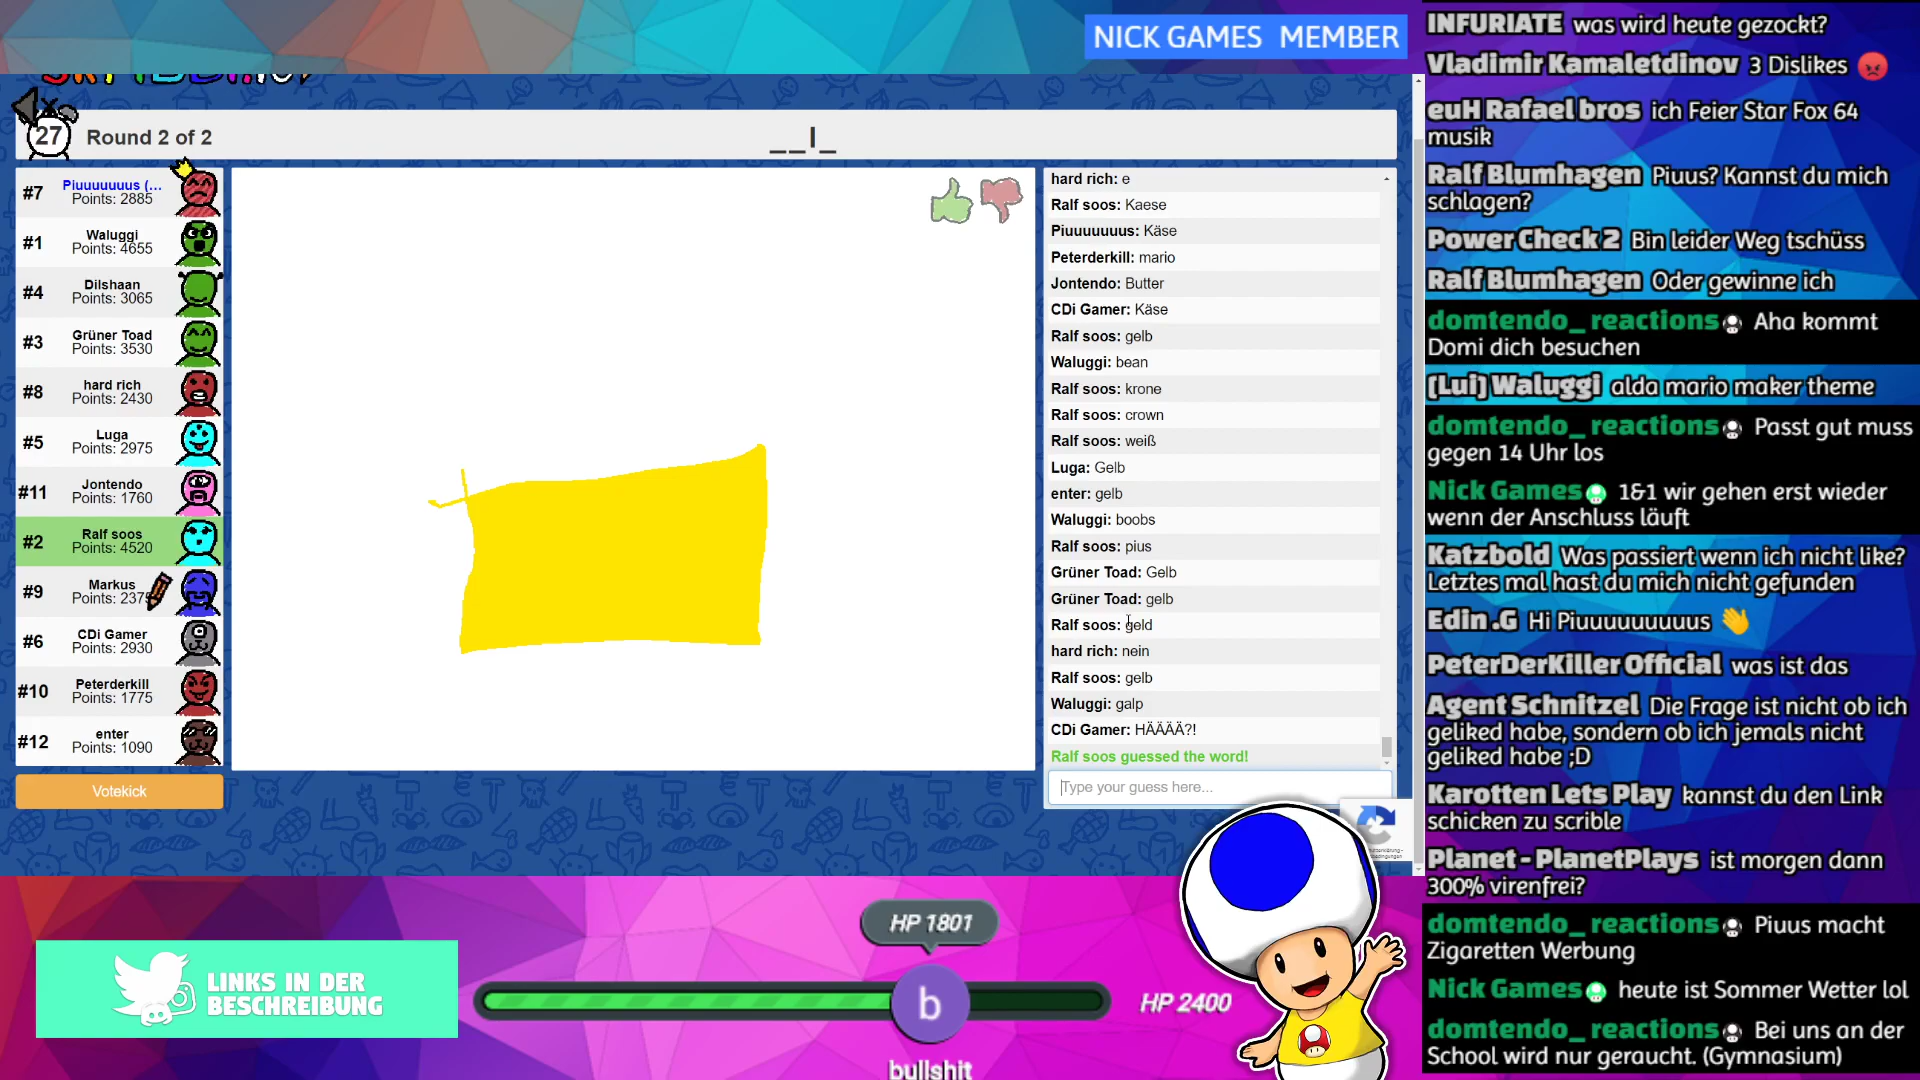 NICK GAMES MEMBER
27
Round 2 of 2
__l_
#7
Piuuuuuuus (...
Points: 2885
#1
Waluggi
Points: 4655
#4
Dilshaan
Points: 3065
#3
Grüner Toad
Points: 3530
#8
hard rich
Points: 2430
#5
Luga
Points: 2975
#11
Jontendo
Points: 1760
#2
Ralf soos
Points: 4520
#9
Markus
Points: 2375
#6
CDi Gamer
Points: 2930
#10
Peterderkill
Points: 1775
#12
enter
Points: 1090
Votekick
hard rich: e
Ralf soos: Kaese
Piuuuuuuus: Käse
Peterderkill: mario
Jontendo: Butter
CDi Gamer: Käse
Ralf soos: gelb
Waluggi: bean
Ralf soos: krone
Ralf soos: crown
Ralf soos: weiß
Luga: Gelb
enter: gelb
Waluggi: boobs
Ralf soos: pius
Grüner Toad: Gelb
Grüner Toad: gelb
Ralf soos: geld
hard rich: nein
Ralf soos: gelb
Waluggi: galp
CDi Gamer: HÄÄÄÄ?!
Ralf soos guessed the word!
Type your guess here...
INFURIATE was wird heute gezockt?
Vladimir Kamaletdinov 3 Dislikes 😡
euH Rafael bros ich Feier Star Fox 64
musik
Ralf Blumhagen Piuus? Kannst du mich
schlagen?
Power Check 2 Bin leider Weg tschüss
Ralf Blumhagen Oder gewinne ich
domtendo_reactions Aha kommt
Domi dich besuchen
[Lui] Waluggi alda mario maker theme
domtendo_reactions Passt gut muss
gegen 14 Uhr los
Nick Games 1&1 wir gehen erst wieder
wenn der Anschluss läuft
Katzbold Was passiert wenn ich nicht like?
Letztes mal hast du mich nicht gefunden
Edin .G Hi Piuuuuuuuuus 👋
PeterDerKiller Official was ist das
Agent Schnitzel Die Frage ist nicht ob ich
geliked habe, sondern ob ich jemals nicht
geliked habe ;D
Karotten Lets Play kannst du den Link
schicken zu scrible
Planet - PlanetPlays ist morgen dann
300% virenfrei?
domtendo_reactions Piuus macht
Zigaretten Werbung
Nick Games heute ist Sommer Wetter lol
domtendo_reactions Bei uns an der
School wird nur geraucht. (Gymnasium)
LINKS IN DER
BESCHREIBUNG
HP 1801
b
HP 2400
bullshit